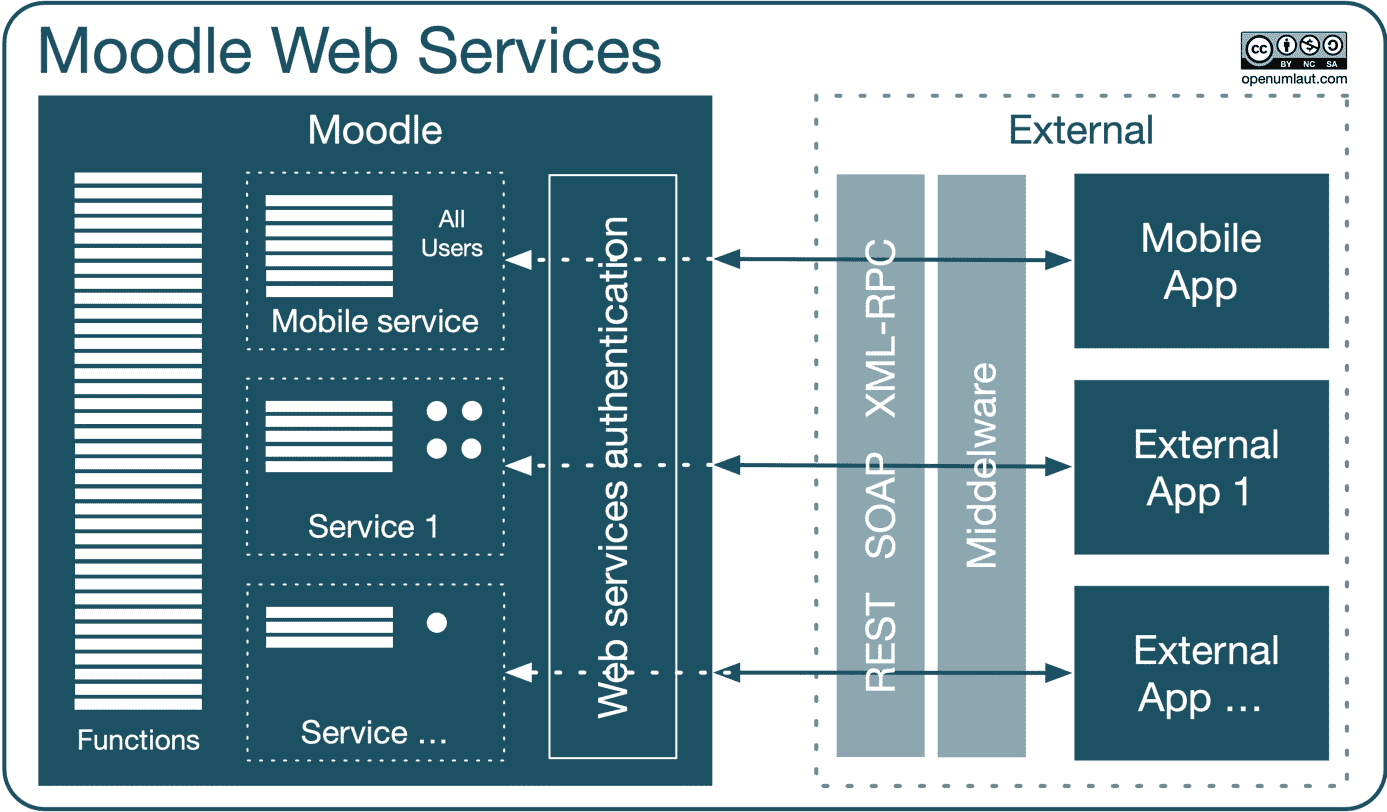 Moodle Web Services
cc BY NC SA
openumlaut.com
Moodle
External
All
Users
Mobile service
Service 1
Service ...
Functions
Web services authentication
REST SOAP XML-RPC
Middelware
Mobile
App
External
App 1
External
App ...